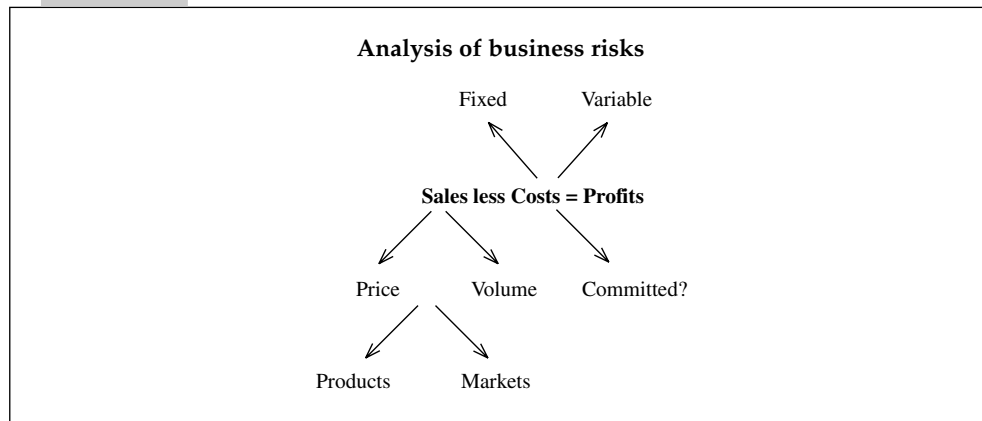 Analysis of business risks
Fixed Variable
Sales less Costs = Profits
Price Volume Committed?
Products Markets